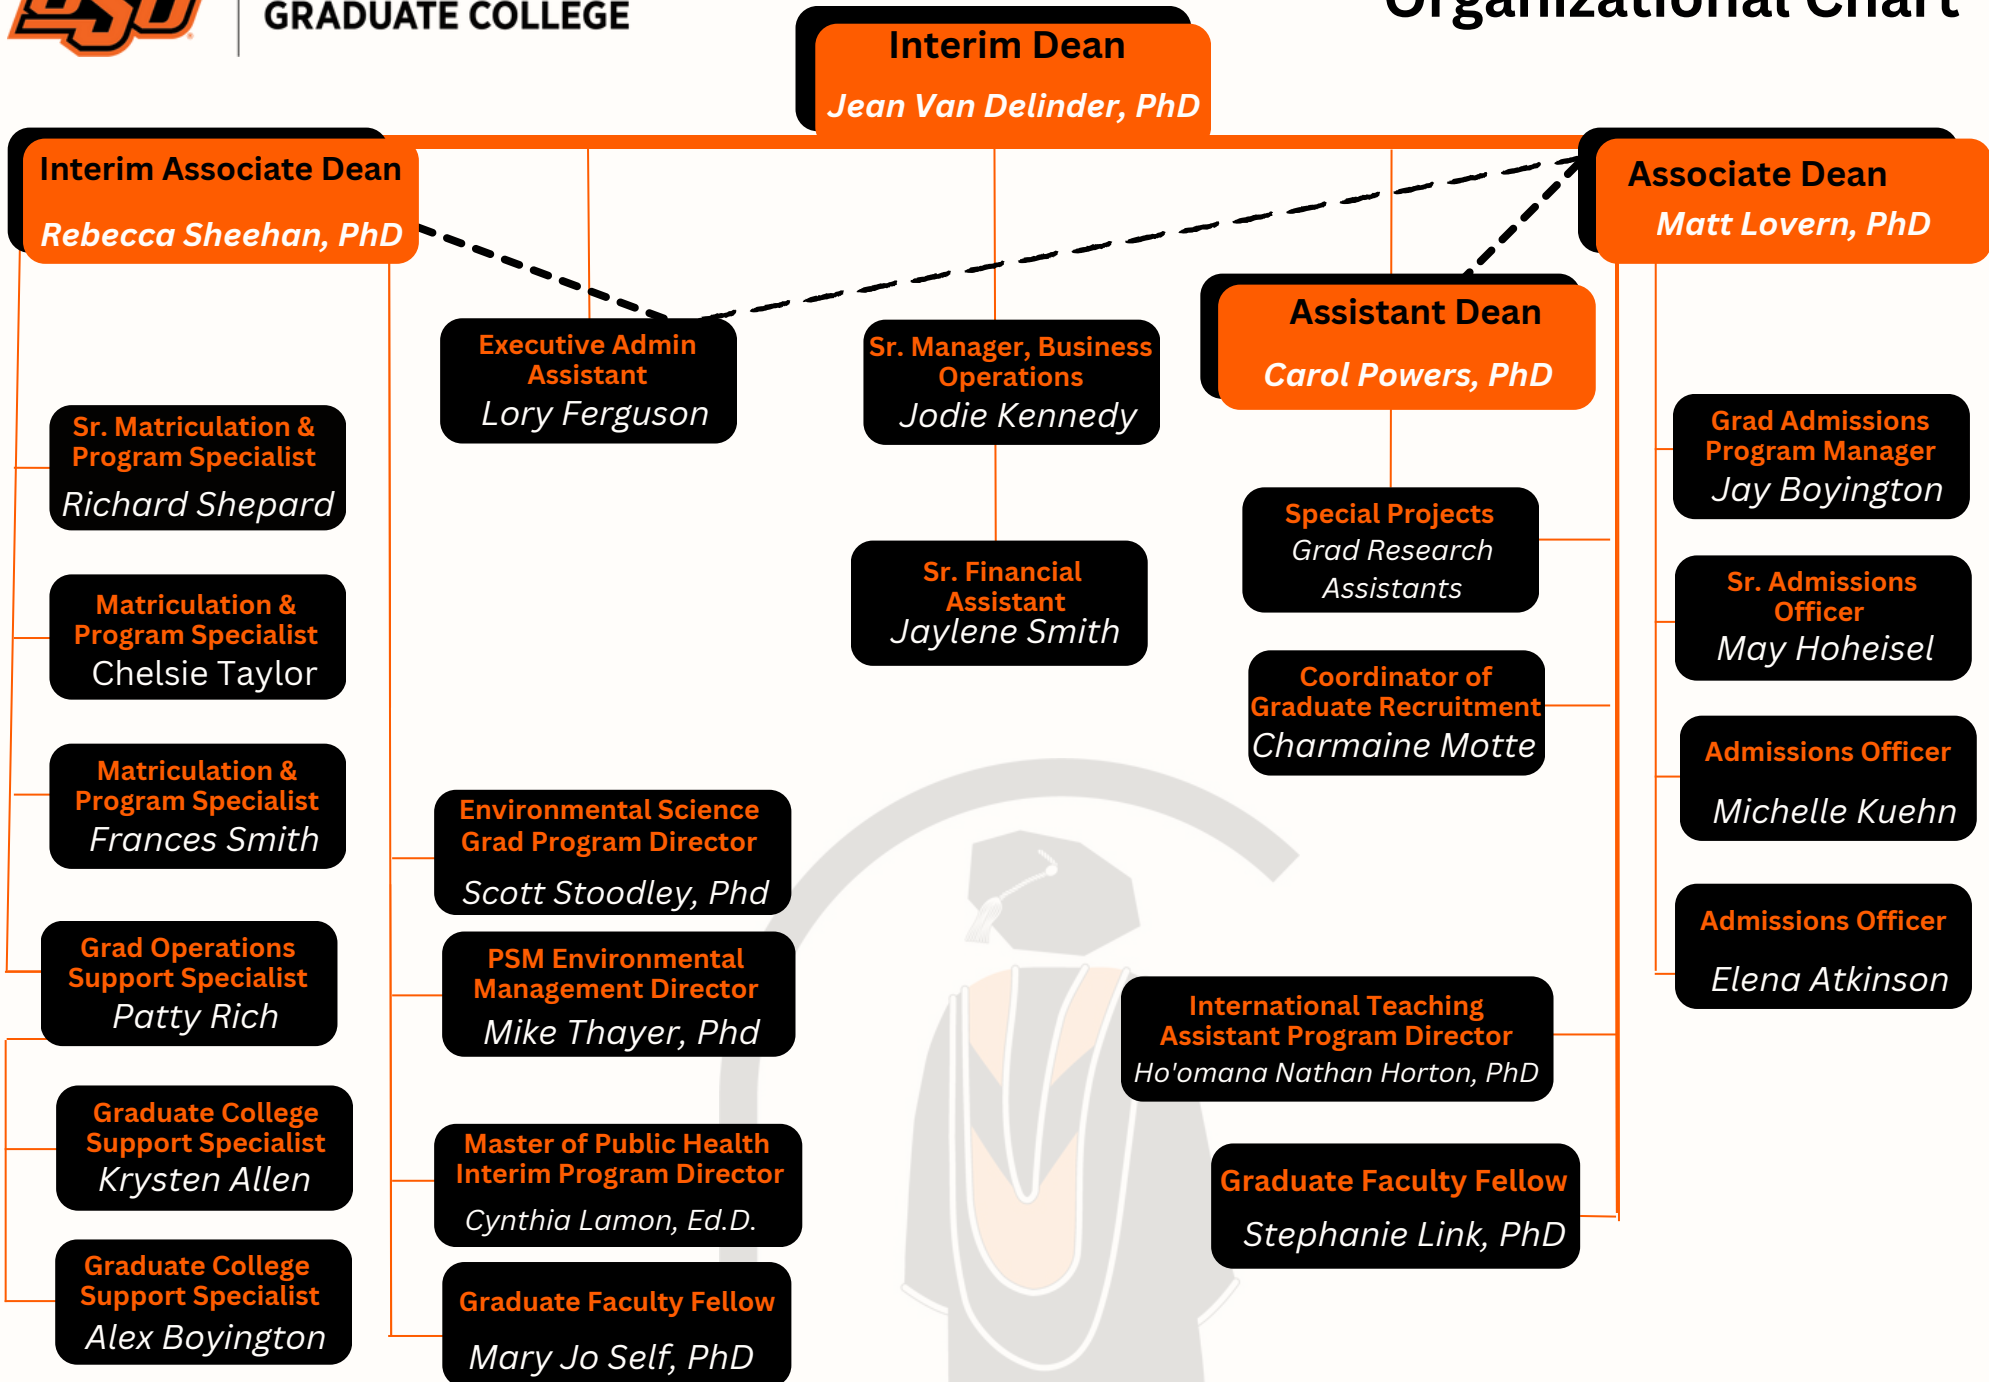 OSU
GRADUATE COLLEGE
Organizational Chart
Interim Dean
Jean Van Delinder, PhD
Interim Associate Dean
Rebecca Sheehan, PhD
Associate Dean
Matt Lovern, PhD
Executive Admin
Assistant
Lory Ferguson
Sr. Manager, Business
Operations
Jodie Kennedy
Assistant Dean
Carol Powers, PhD
Sr. Matriculation &
Program Specialist
Richard Shepard
Matriculation &
Program Specialist
Chelsie Taylor
Matriculation &
Program Specialist
Frances Smith
Grad Operations
Support Specialist
Patty Rich
Graduate College
Support Specialist
Krysten Allen
Graduate College
Support Specialist
Alex Boyington
Environmental Science
Grad Program Director
Scott Stoodley, Phd
PSM Environmental
Management Director
Mike Thayer, Phd
Master of Public Health
Interim Program Director
Cynthia Lamon, Ed.D.
Graduate Faculty Fellow
Mary Jo Self, PhD
Sr. Financial
Assistant
Jaylene Smith
Special Projects
Grad Research
Assistants
Coordinator of
Graduate Recruitment
Charmaine Motte
International Teaching
Assistant Program Director
Ho'omana Nathan Horton, PhD
Graduate Faculty Fellow
Stephanie Link, PhD
Grad Admissions
Program Manager
Jay Boyington
Sr. Admissions
Officer
May Hoheisel
Admissions Officer
Michelle Kuehn
Admissions Officer
Elena Atkinson